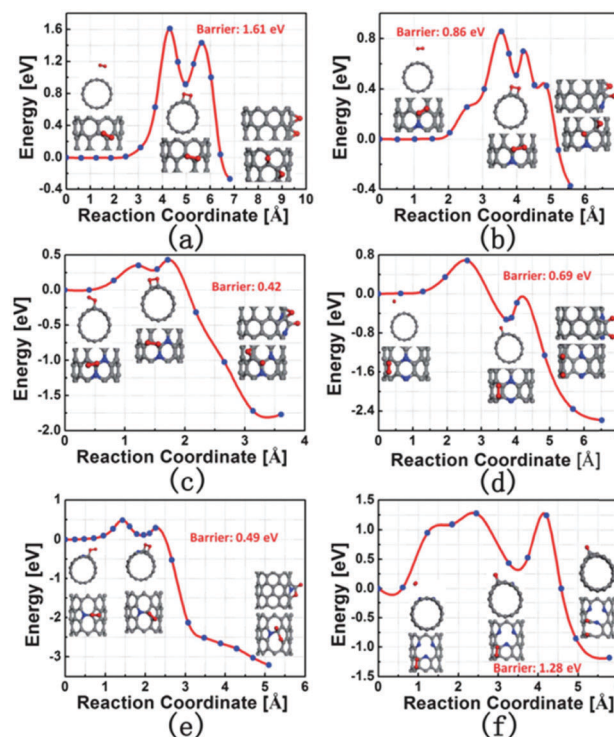 Barrier: 1.61 eV
Energy [eV]
1.6
1.2
0.8
0.4
0.0
-0.4
0 1 2 3 4 5 6 7 8 9 10
Reaction Coordinate [Å]
(a)
Barrier: 0.86 eV
Energy [eV]
0.8
0.4
0.0
-0.4
0 1 2 3 4 5 6
Reaction Coordinate [Å]
(b)
Barrier: 0.42
Energy [eV]
0.5
0.0
-0.5
-1.0
-1.5
-2.0
0 1 2 3 4
Reaction Coordinate [Å]
(c)
Barrier: 0.69 eV
Energy [eV]
0.8
0.0
-0.8
-1.6
-2.4
0 1 2 3 4 5 6
Reaction Coordinate [Å]
(d)
Barrier: 0.49 eV
Energy [eV]
1
0
-1
-2
-3
0 1 2 3 4 5 6
Reaction Coordinate [Å]
(e)
Energy [eV]
1.5
1.0
0.5
0.0
-0.5
-1.0
-1.5
Barrier: 1.28 eV
0 1 2 3 4 5
Reaction Coordinate [Å]
(f)